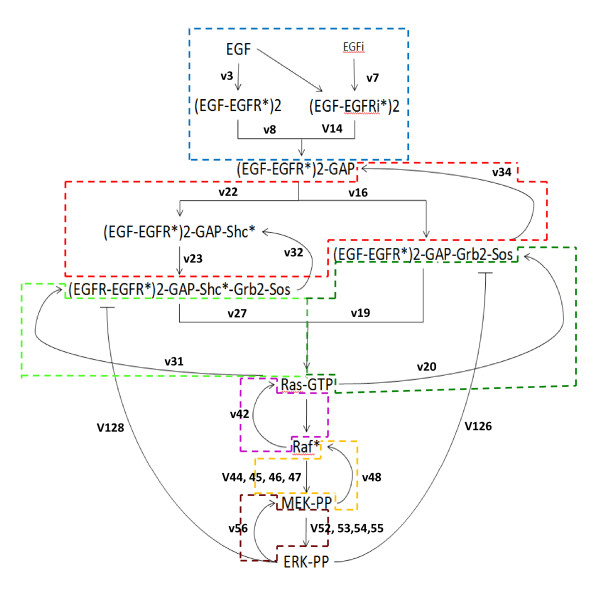 EGF EGFi
v3 v7
(EGF-EGFR*)2 (EGF-EGFRi*)2
v8 V14
(EGF-EGFR*)2-GAP
v34
v22 v16
(EGF-EGFR*)2-GAP-Shc*
v23 v32 (EGF-EGFR*)2-GAP-Grb2-Sos
(EGFR-EGFR*)2-GAP-Shc*-Grb2-Sos
v27 v19
v31 v20
Ras-GTP
v42
V128 V126
Raf*
V44, 45, 46, 47 v48
MEK-PP
v56 V52, 53,54,55
ERK-PP